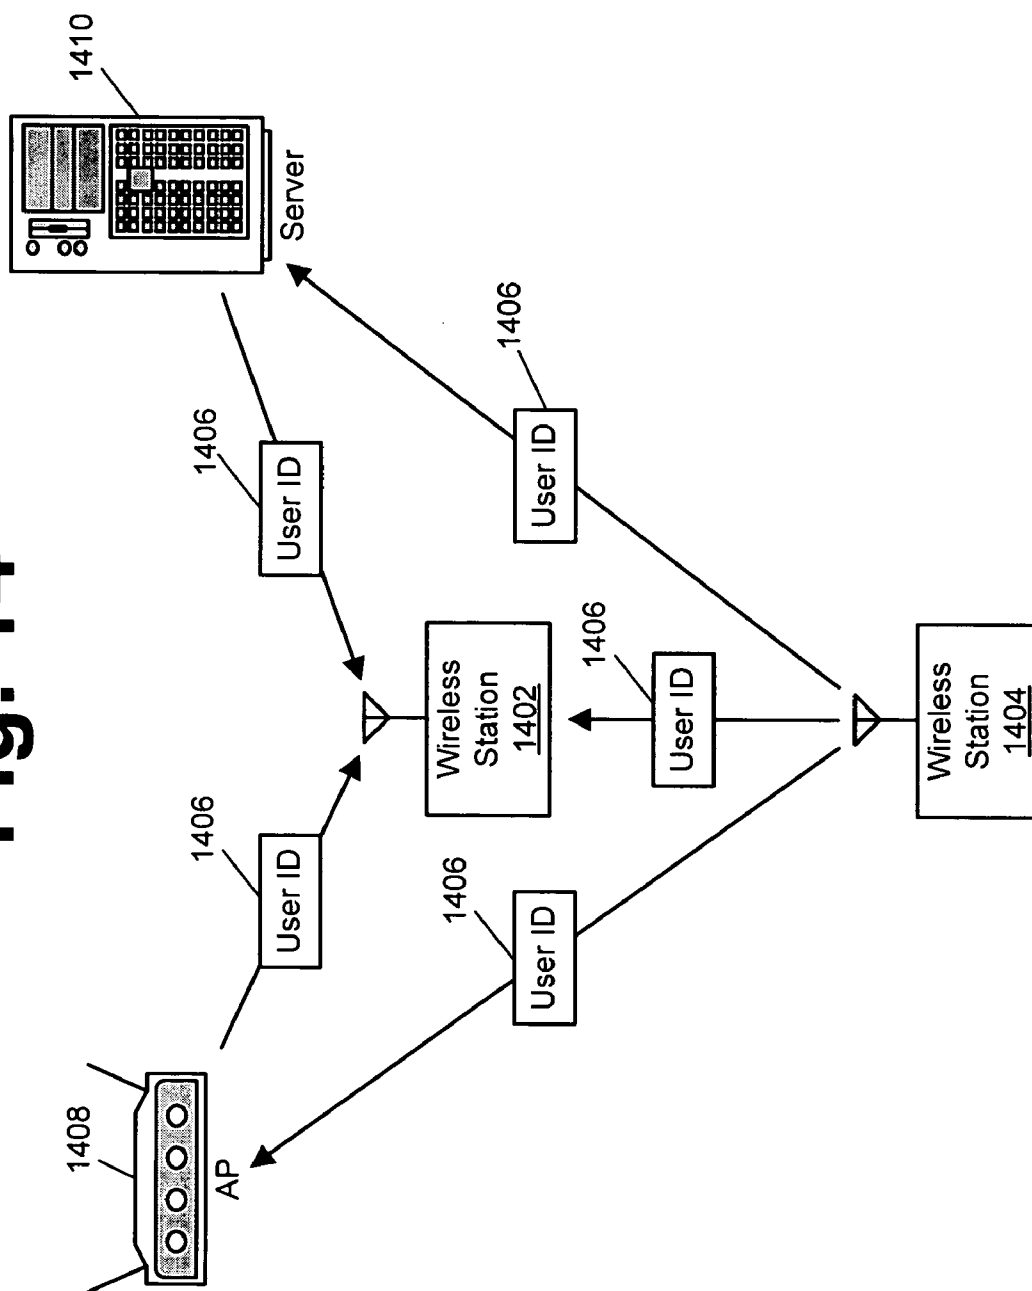 1408
1410
AP
Server
1406
1406
User ID
User ID
Wireless
Station
1402
1406
1406
User ID
User ID
1406
User ID
Wireless
Station
1404